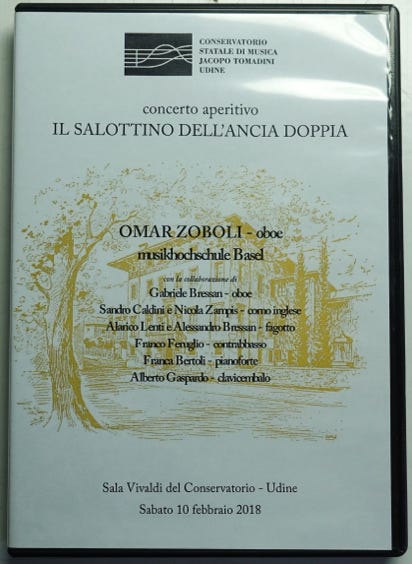 CONSERVATORIO
STATALE DI MUSICA
JACOPO TOMADINI
UDINE
concerto aperitivo
IL SALOTTINO DELL'ANCIA DOPPIA
OMAR ZOBOLI - oboe
musikhochschule Basel
con la collaborazione di
Gabriele Bressan - oboe
Sandro Caldini e Nicola Zampis - corno inglese
Alarico Lenti e Alessandro Bressan - fagotto
Franco Feruglio - contrabbasso
Franca Bertoli - pianoforte
Alberto Gaspardo - clavicembalo
Sala Vivaldi del Conservatorio - Udine
Sabato 10 febbraio 2018